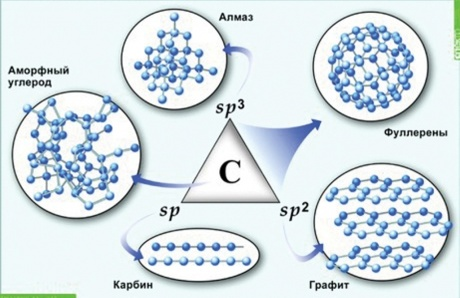 Алмаз
Аморфный
углерод
sp³
Фуллерены
C
sp
sp²
Карбин
Графит